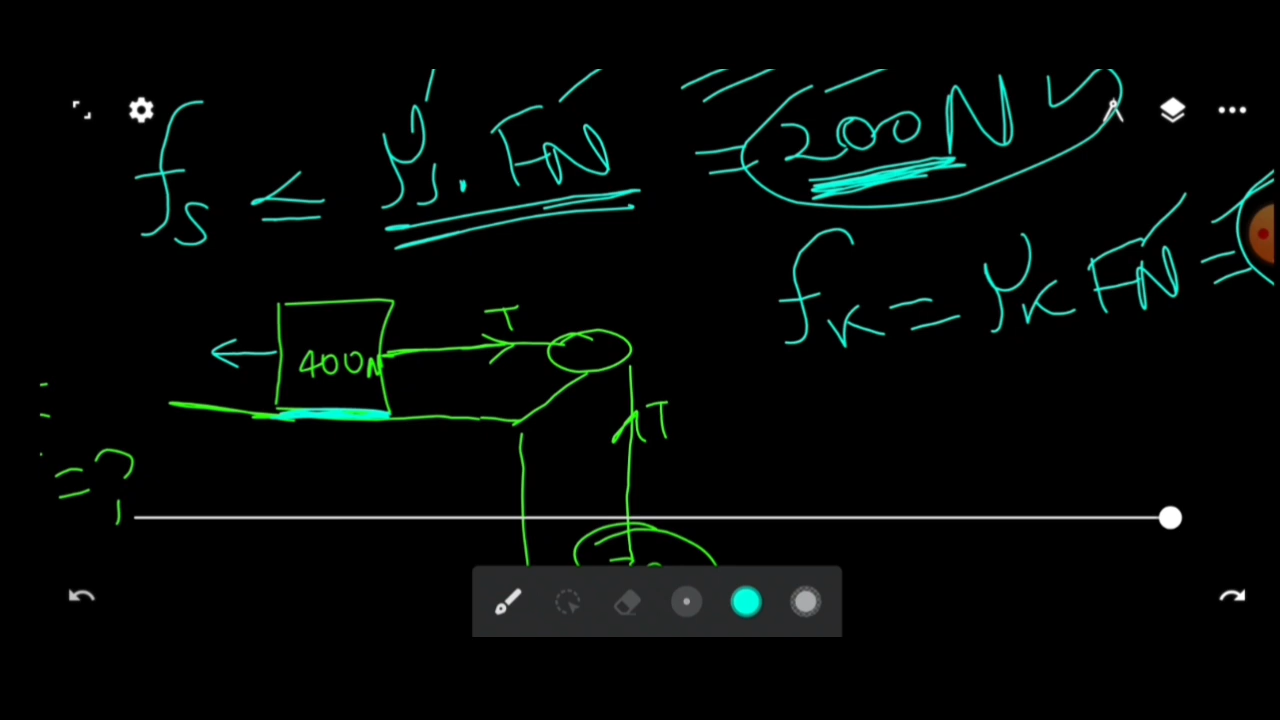 fs ≤ μs. FN
= 200N
fk = μk FN =
T
400N
T
= ?